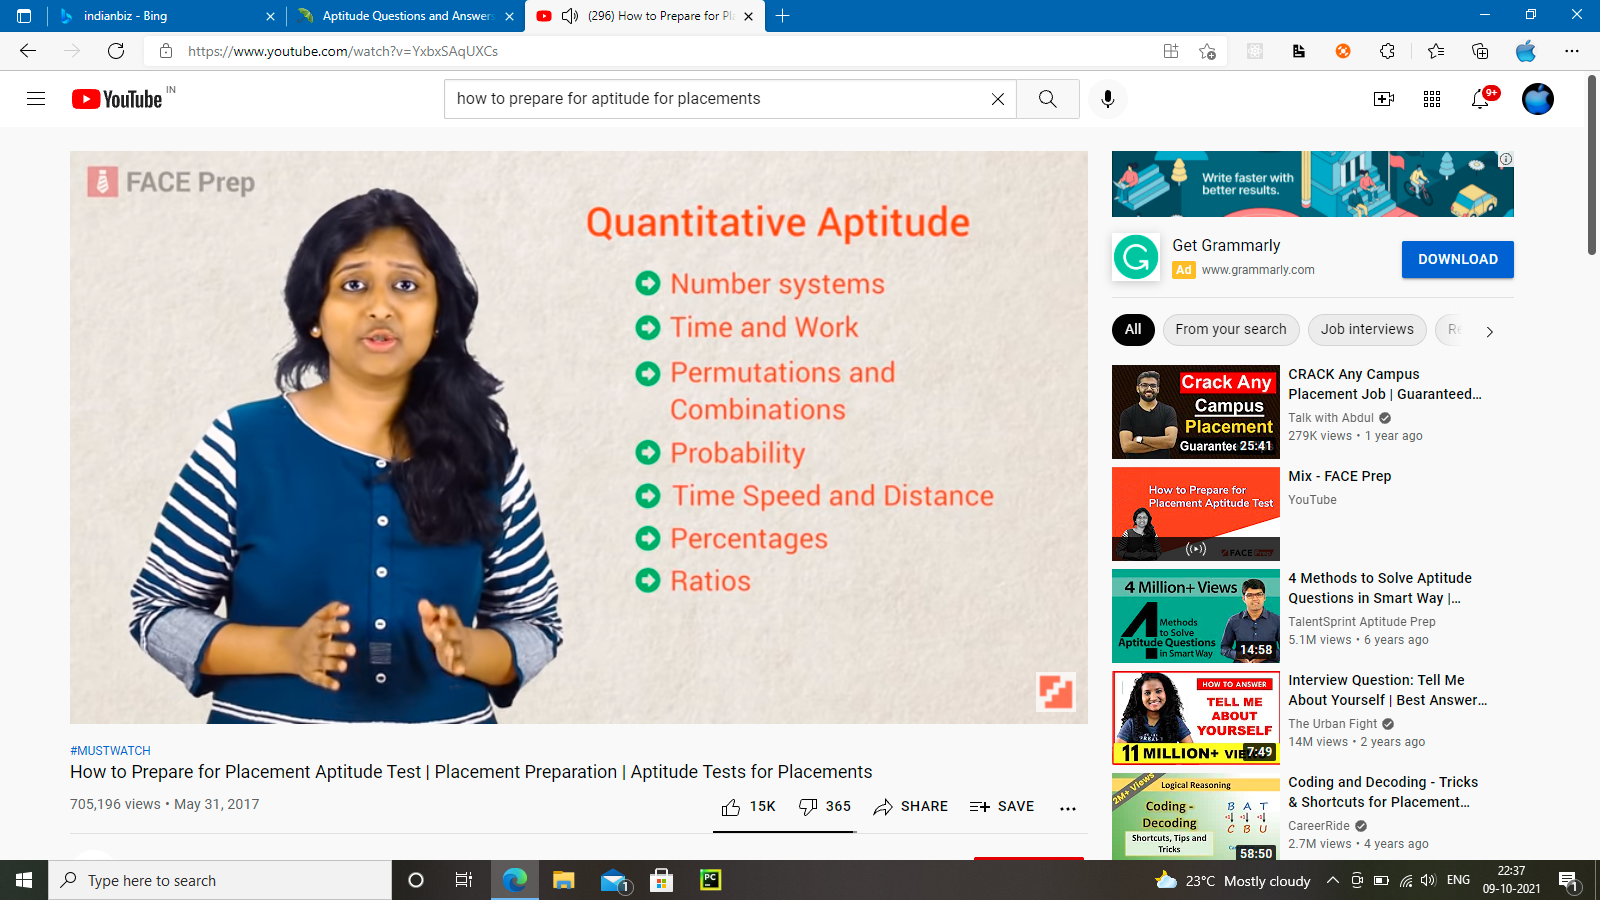 indianbiz - Bing
Aptitude Questions and Answers
(296) How to Prepare for Pla
https://www.youtube.com/watch?v=YxbxSAqUXCs
YouTube IN
how to prepare for aptitude for placements
9+
FACE Prep
Quantitative Aptitude
Number systems
Time and Work
Permutations and
Combinations
Probability
Time Speed and Distance
Percentages
Ratios
#MUSTWATCH
How to Prepare for Placement Aptitude Test | Placement Preparation | Aptitude Tests for Placements
705,196 views • May 31, 2017
15K
365
SHARE
SAVE
Write faster with
better results.
Get Grammarly
Ad www.grammarly.com
DOWNLOAD
All
From your search
Job interviews
Re
Crack Any
Campus
Placement
Guarantee
25:41
CRACK Any Campus
Placement Job | Guaranteed...
Talk with Abdul
279K views • 1 year ago
How to Prepare for
Placement Aptitude Test
FACE Prep
Mix - FACE Prep
YouTube
4 Million+ Views
4 Methods
to Solve
Aptitude Questions
in Smart Way
14:58
4 Methods to Solve Aptitude
Questions in Smart Way |...
TalentSprint Aptitude Prep
5.1M views • 6 years ago
HOW TO ANSWER
TELL ME
ABOUT
YOURSELF
11 MILLION+
7:49
Interview Question: Tell Me
About Yourself | Best Answer...
The Urban Fight
14M views • 2 years ago
2M+ Views
Logical Reasoning
Coding -
Decoding
Shortcuts, Tips and
Tricks
B A T
C B U
58:50
Coding and Decoding - Tricks
& Shortcuts for Placement...
CareerRide
2.7M views • 4 years ago
Type here to search
1
PC
23°C Mostly cloudy
ENG
22:37
09-10-2021
1